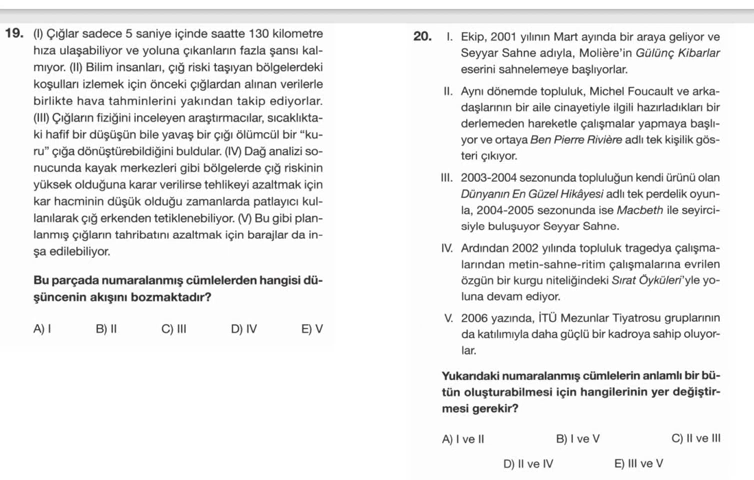 19. (I) Çığlar sadece 5 saniye içinde saatte 130 kilometre
hıza ulaşabiliyor ve yoluna çıkanların fazla şansı kal-
mıyor. (II) Bilim insanları, çığ riski taşıyan bölgelerdeki
koşulları izlemek için önceki çığlardan alınan verilerle
birlikte hava tahminlerini yakından takip ediyorlar.
(III) Çığların fiziğini inceleyen araştırmacılar, sıcaklıkta-
ki hafif bir düşüşün bile yavaş bir çığı ölümcül bir “ku-
ru” çığa dönüştürebildiğini buldular. (IV) Dağ analizi so-
nucunda kayak merkezleri gibi bölgelerde çığ riskinin
yüksek olduğuna karar verilirse tehlikeyi azaltmak için
kar hacminin düşük olduğu zamanlarda patlayıcı kul-
lanılarak çığ erkenden tetiklenebiliyor. (V) Bu gibi plan-
lanmış çığların tahribatını azaltmak için barajlar da in-
şa edilebiliyor.
Bu parçada numaralanmış cümlelerden hangisi dü-
şüncenin akışını bozmaktadır?
A) I B) II C) III D) IV E) V
20. I. Ekip, 2001 yılının Mart ayında bir araya geliyor ve
Seyyar Sahne adıyla, Molière’in Gülünç Kibarlar
eserini sahnelemeye başlıyorlar.
II. Aynı dönemde topluluk, Michel Foucault ve arka-
daşlarının bir aile cinayetiyle ilgili hazırladıkları bir
derlemeden hareketle çalışmalar yapmaya başlı-
yor ve ortaya Ben Pierre Rivière adlı tek kişilik gös-
teri çıkıyor.
III. 2003-2004 sezonunda topluluğun kendi ürünü olan
Dünyanın En Güzel Hikâyesi adlı tek perdelik oyun-
la, 2004-2005 sezonunda ise Macbeth ile seyirci-
siyle buluşuyor Seyyar Sahne.
IV. Ardından 2002 yılında topluluk tragedya çalışma-
larından metin-sahne-ritim çalışmalarına evrilen
özgün bir kurgu niteliğindeki Sırat Öyküleri’yle yo-
luna devam ediyor.
V. 2006 yazında, İTÜ Mezunlar Tiyatrosu gruplarının
da katılımıyla daha güçlü bir kadroya sahip oluyor-
lar.
Yukarıdaki numaralanmış cümlelerin anlamlı bir bü-
tün oluşturabilmesi için hangilerinin yer değiştir-
mesi gerekir?
A) I ve II B) I ve V C) II ve III
D) II ve IV E) III ve V